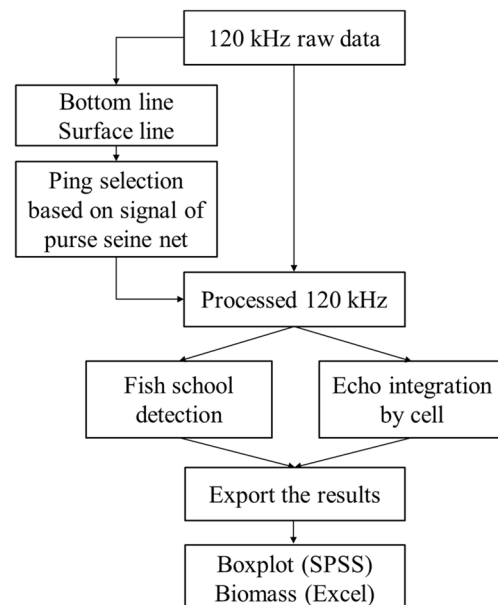 120 kHz raw data
Bottom line
Surface line
Ping selection
based on signal of
purse seine net
Processed 120 kHz
Fish school
detection
Echo integration
by cell
Export the results
Boxplot (SPSS)
Biomass (Excel)